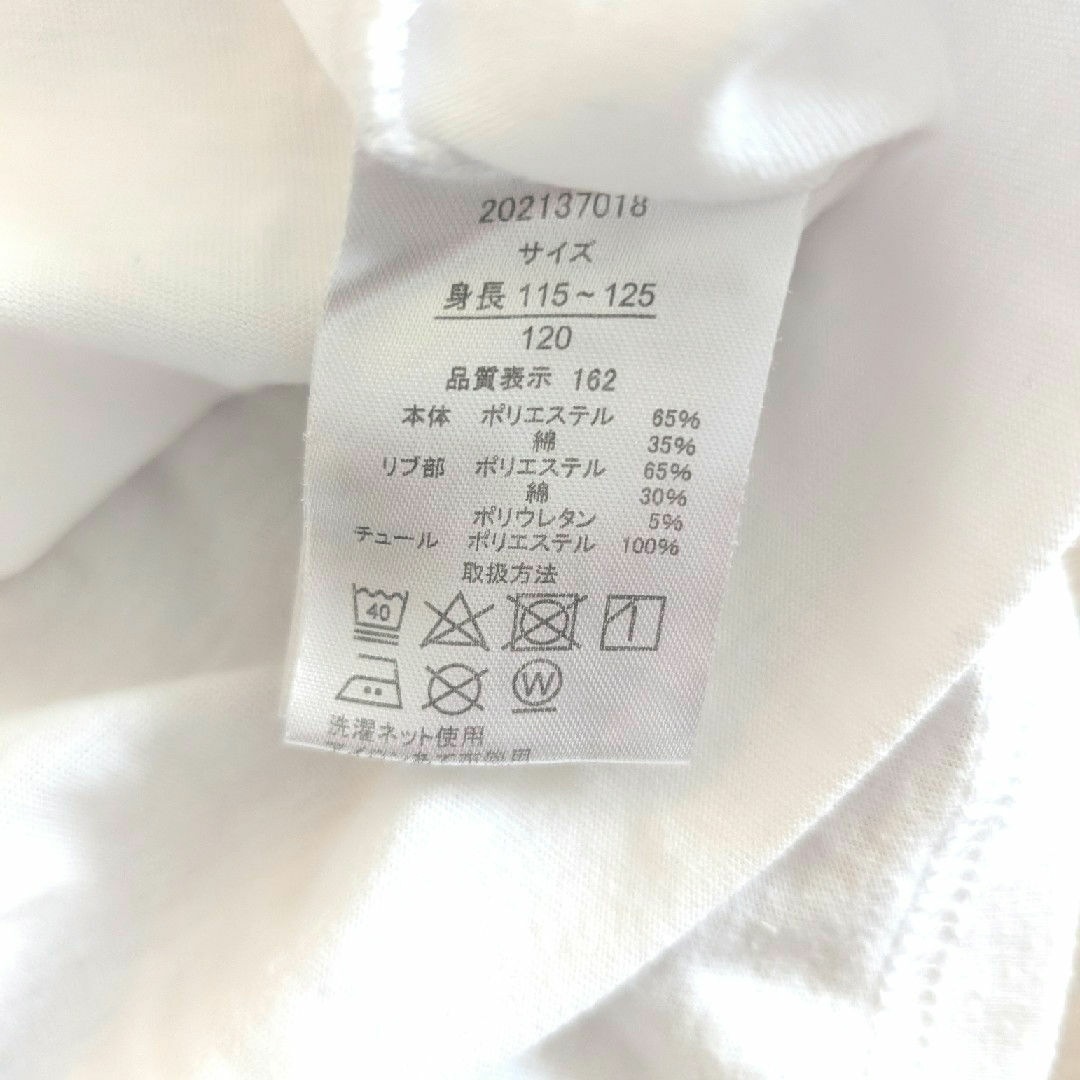 202137018
サイズ
身長 115~125
120
品質表示 162
本体 ポリエステル 65%
綿 35%
リブ部 ポリエステル 65%
綿 30%
ポリウレタン 5%
チュール ポリエステル 100%
取扱方法
40
W
洗濯ネット使用